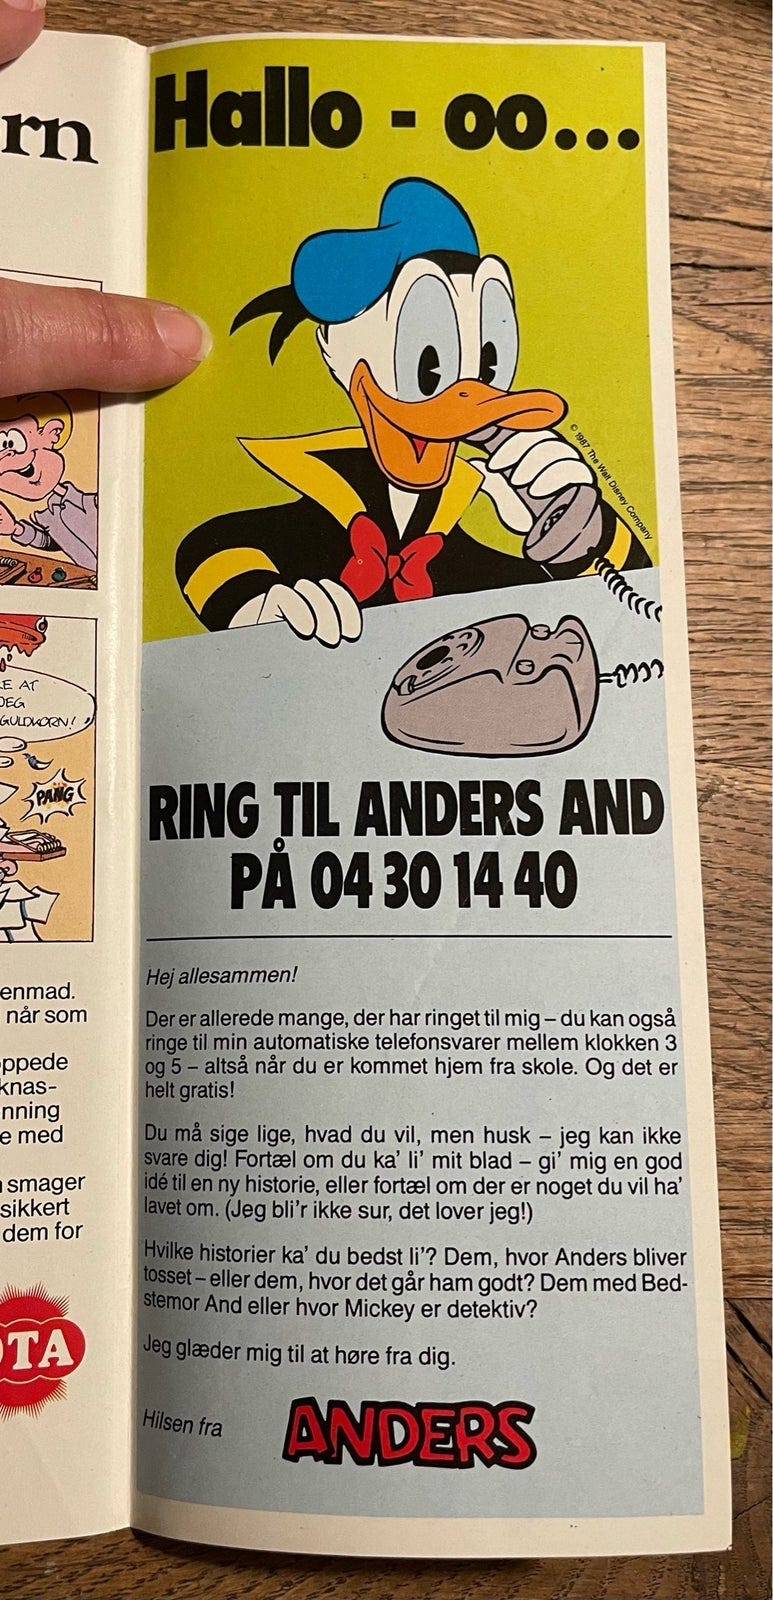 rn
Hallo - oo...
© 1987 The Walt Disney Company
E AT
JEG
GULDKORN!
PANG
RING TIL ANDERS AND
PÅ 04 30 14 40
Hej allesammen!
Der er allerede mange, der har ringet til mig – du kan også
ringe til min automatiske telefonsvarer mellem klokken 3
og 5 – altså når du er kommet hjem fra skole. Og det er
helt gratis!
Du må sige lige, hvad du vil, men husk – jeg kan ikke
svare dig! Fortæl om du ka' li' mit blad – gi' mig en god
idé til en ny historie, eller fortæl om der er noget du vil ha'
lavet om. (Jeg bli'r ikke sur, det lover jeg!)
Hvilke historier ka' du bedst li'? Dem, hvor Anders bliver
tosset – eller dem, hvor det går ham godt? Dem med Bed-
stemor And eller hvor Mickey er detektiv?
Jeg glæder mig til at høre fra dig.
Hilsen fra
ANDERS
enmad.
når som
ppede
knas-
nning
e med
smager
sikkert
dem for
OTA